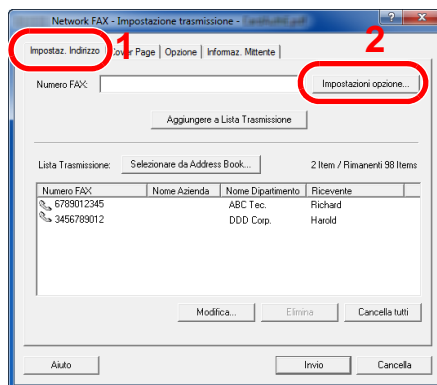 Network FAX - Impostazione trasmissione -
Impostaz. Indirizzo 1 Cover Page Opzione Informaz. Mittente 2
Numero FAX: Impostazioni opzione...
Aggiungere a Lista Trasmissione
Lista Trasmissione: Selezionare da Address Book... 2 Item / Rimanenti 98 Items
Numero FAX Nome Azienda Nome Dipartimento Ricevente
6789012345 ABC Tec. Richard
3456789012 DDD Corp. Harold
Modifica... Elimina Cancella tutti
Aiuto Invio Cancella